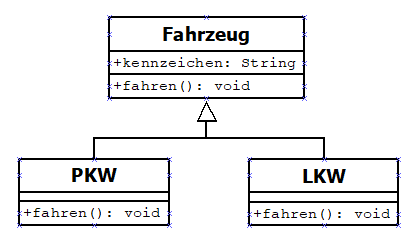 Fahrzeug
+kennzeichen: String
+fahren(): void
PKW
+fahren(): void
LKW
+fahren(): void